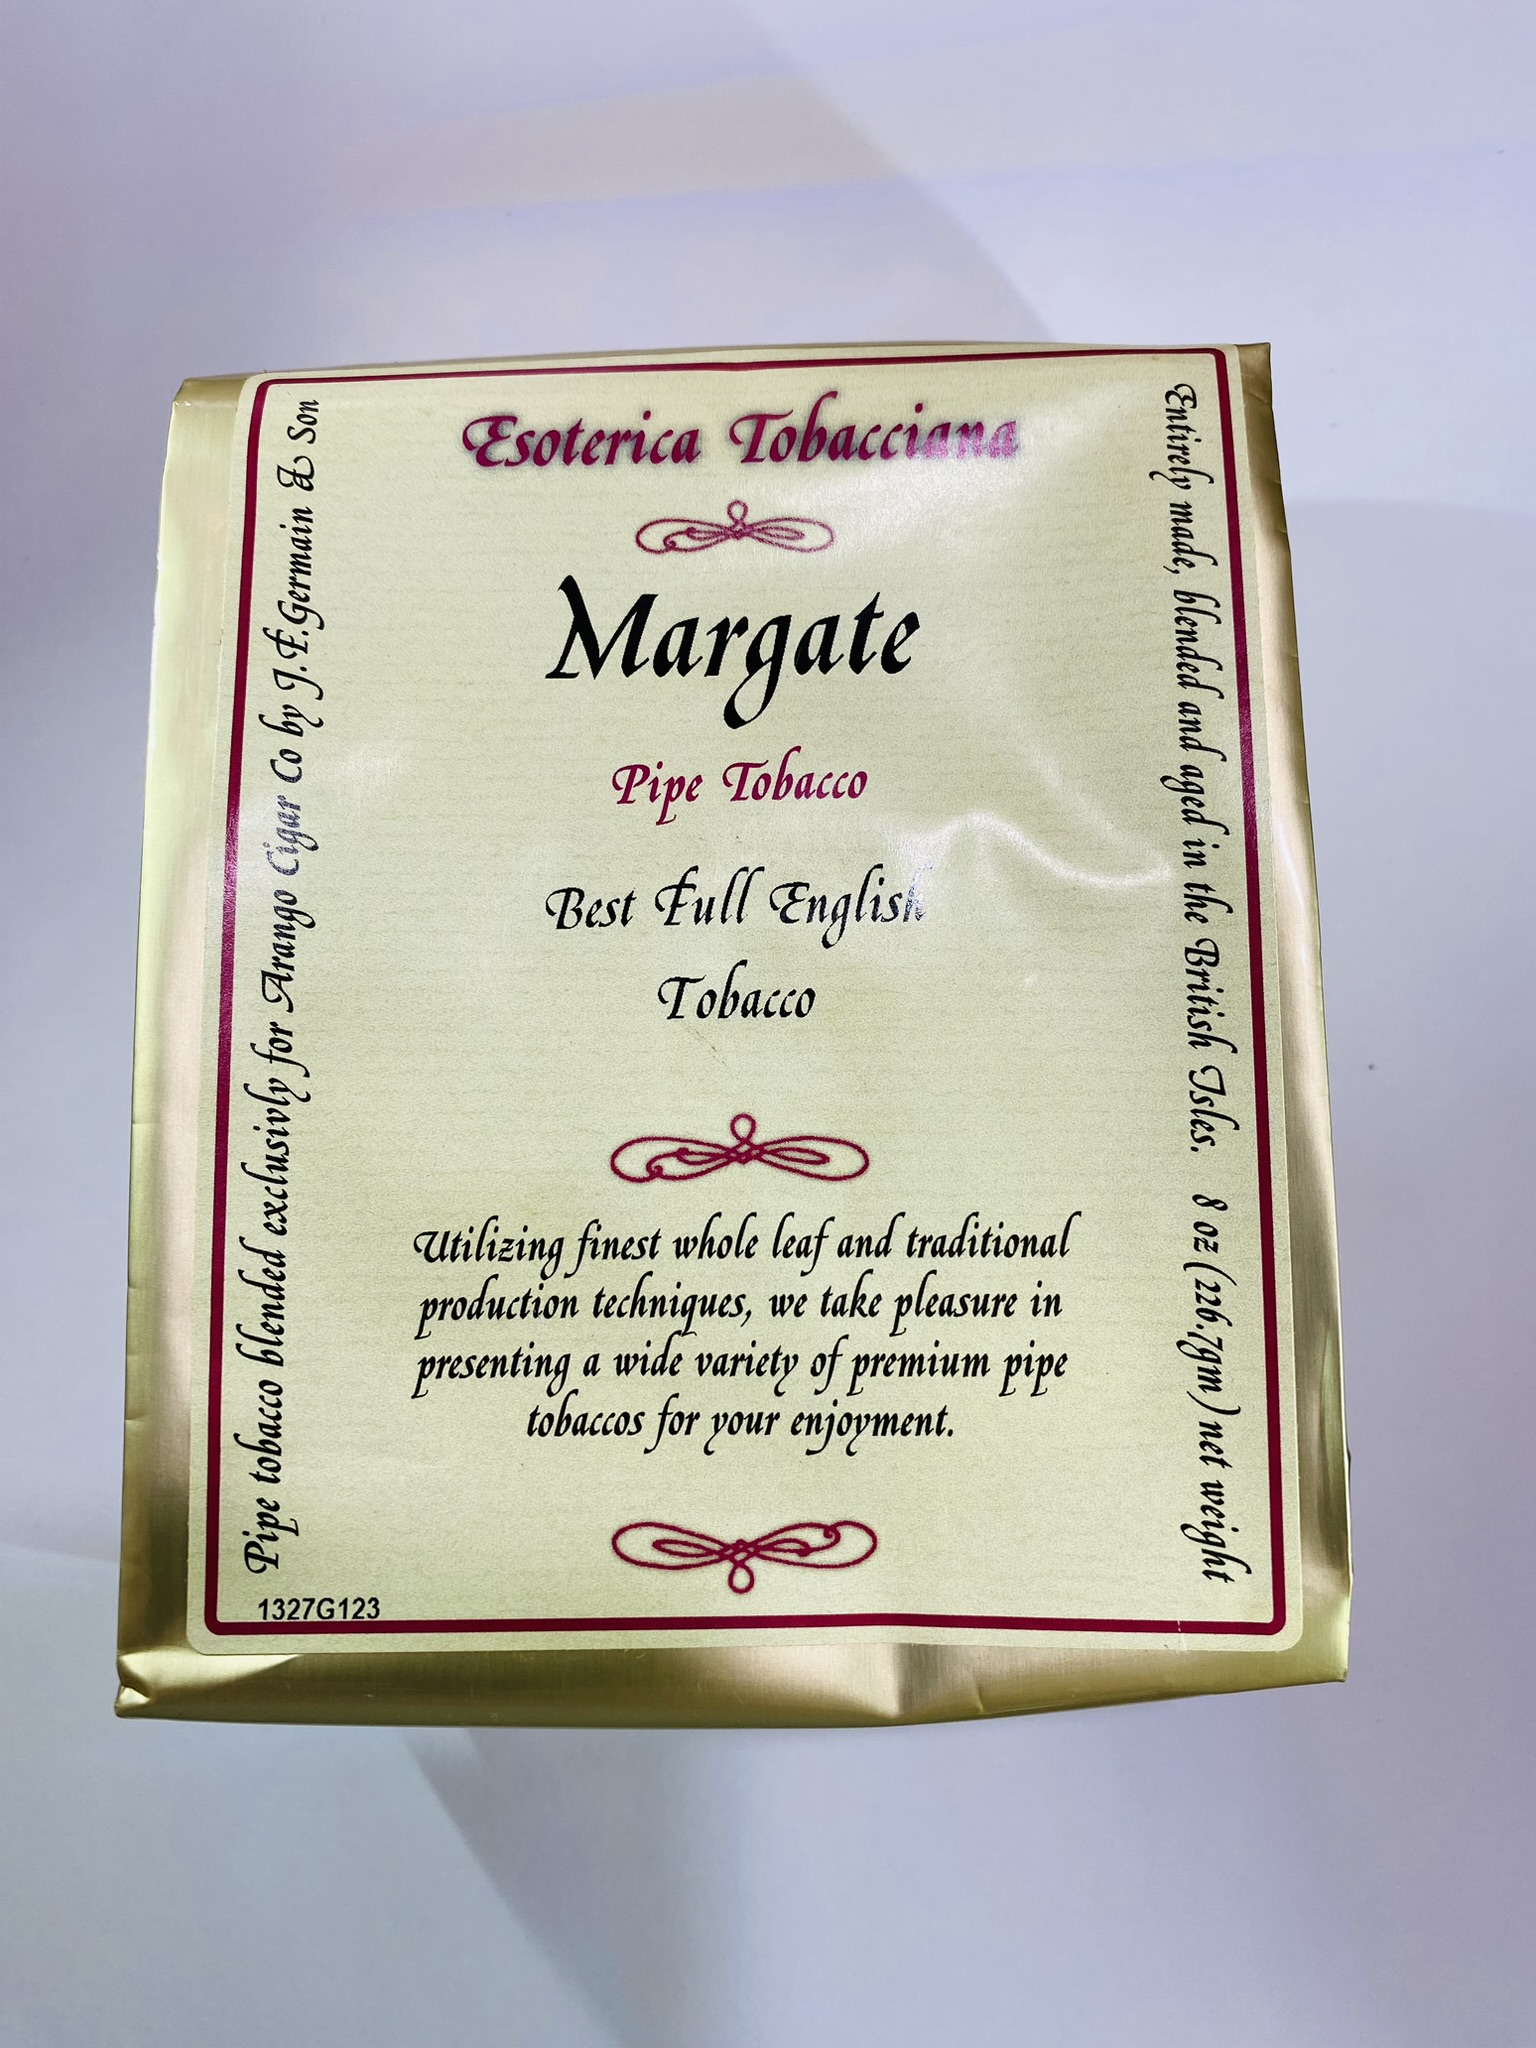 Esoterica Tobacciana
Margate
Pipe Tobacco
Best Full English
Tobacco
Utilizing finest whole leaf and traditional
production techniques, we take pleasure in
presenting a wide variety of premium pipe
tobaccos for your enjoyment.
Pipe tobacco blended exclusivly for Arango Cigar Co by J.F.Germain & Son
Entirely made, blended and aged in the British Isles. 8 oz (226.7gm) net weight
1327G123